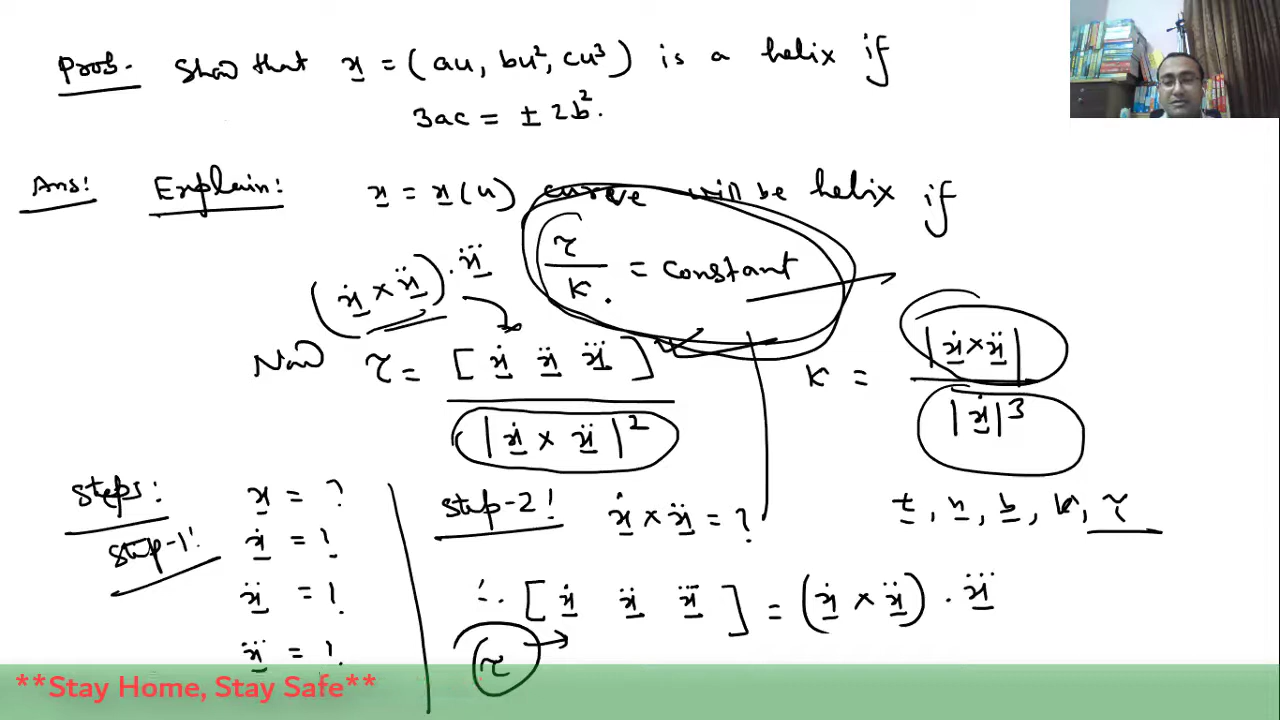 Prob. Show that r = (au, bu², cu³) is a helix if
3ac = ± 2b².
Ans: Explain: r = r(u) curve will be helix if
τ/κ = constant
(ṙ × r̈) · r⃛
Now τ = [ṙ r̈ r⃛] / |ṙ × r̈|² κ = |ṙ × r̈| / |ṙ|³
Steps:
Step-1:
r = ?
ṙ = ?
r̈ = ?
r⃛ = ?
Step-2: ṙ × r̈ = ?
t, n, b, κ, τ
∴ [ṙ r̈ r⃛] = (ṙ × r̈) · r⃛
τ →
**Stay Home, Stay Safe**